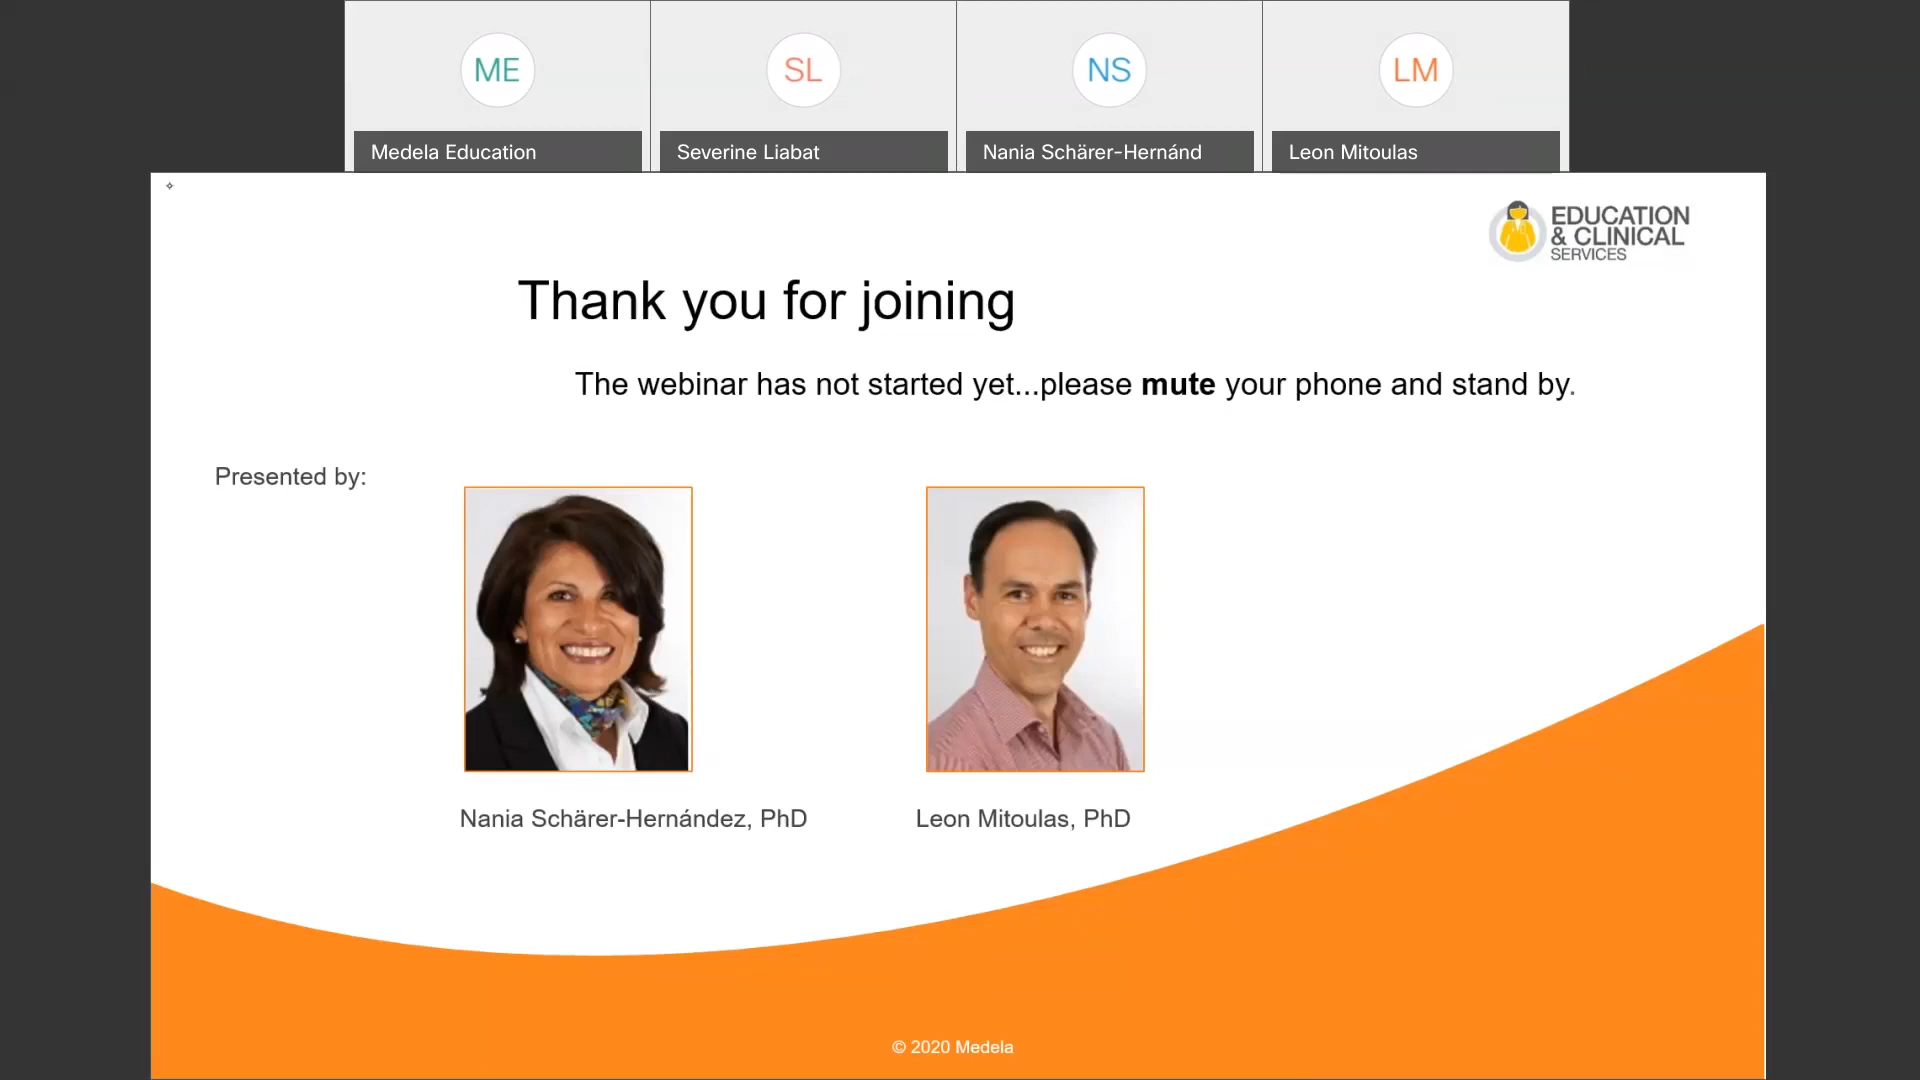 ME
SL
NS
LM
Medela Education
Severine Liabat
Nania Schärer-Hernánd
Leon Mitoulas
EDUCATION
& CLINICAL
SERVICES
Thank you for joining
The webinar has not started yet...please mute your phone and stand by.
Presented by:
Nania Schärer-Hernández, PhD
Leon Mitoulas, PhD
© 2020 Medela